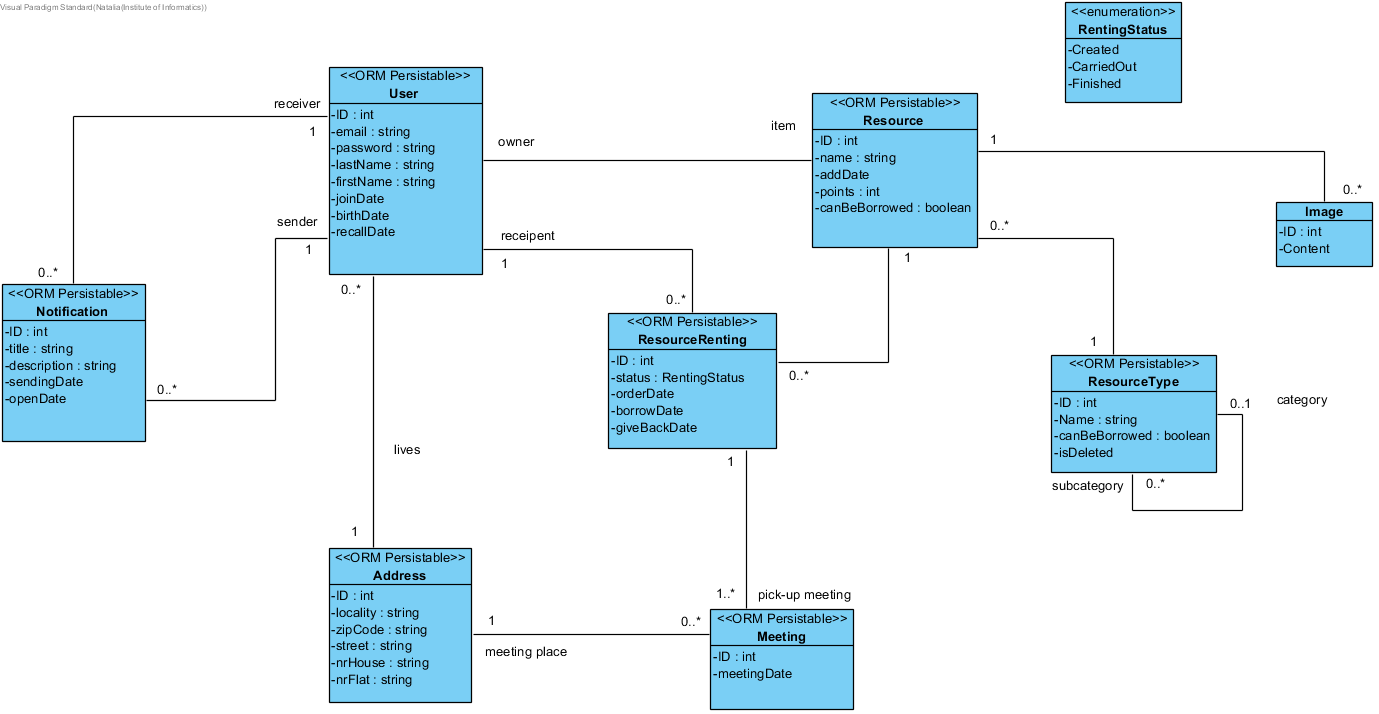 Visual Paradigm Standard(Natalia(Institute of Informatics))
<<enumeration>>
RentingStatus
-Created
-CarriedOut
-Finished
<<ORM Persistable>>
User
-ID : int
-email : string
-password : string
-lastName : string
-firstName : string
-joinDate
-birthDate
-recallDate
receiver
1
sender
1
0..*
owner
item
receipent
1
0..*
<<ORM Persistable>>
Resource
-ID : int
-name : string
-addDate
-points : int
-canBeBorrowed : boolean
1
0..*
0..*
1
1
Image
-ID : int
-Content
0..*
<<ORM Persistable>>
Notification
-ID : int
-title : string
-description : string
-sendingDate
-openDate
0..*
<<ORM Persistable>>
ResourceRenting
-ID : int
-status : RentingStatus
-orderDate
-borrowDate
-giveBackDate
0..*
1
<<ORM Persistable>>
ResourceType
-ID : int
-Name : string
-canBeBorrowed : boolean
-isDeleted
0..1
category
subcategory
0..*
lives
1
<<ORM Persistable>>
Address
-ID : int
-locality : string
-zipCode : string
-street : string
-nrHouse : string
-nrFlat : string
1
meeting place
0..*
1..*
pick-up meeting
<<ORM Persistable>>
Meeting
-ID : int
-meetingDate